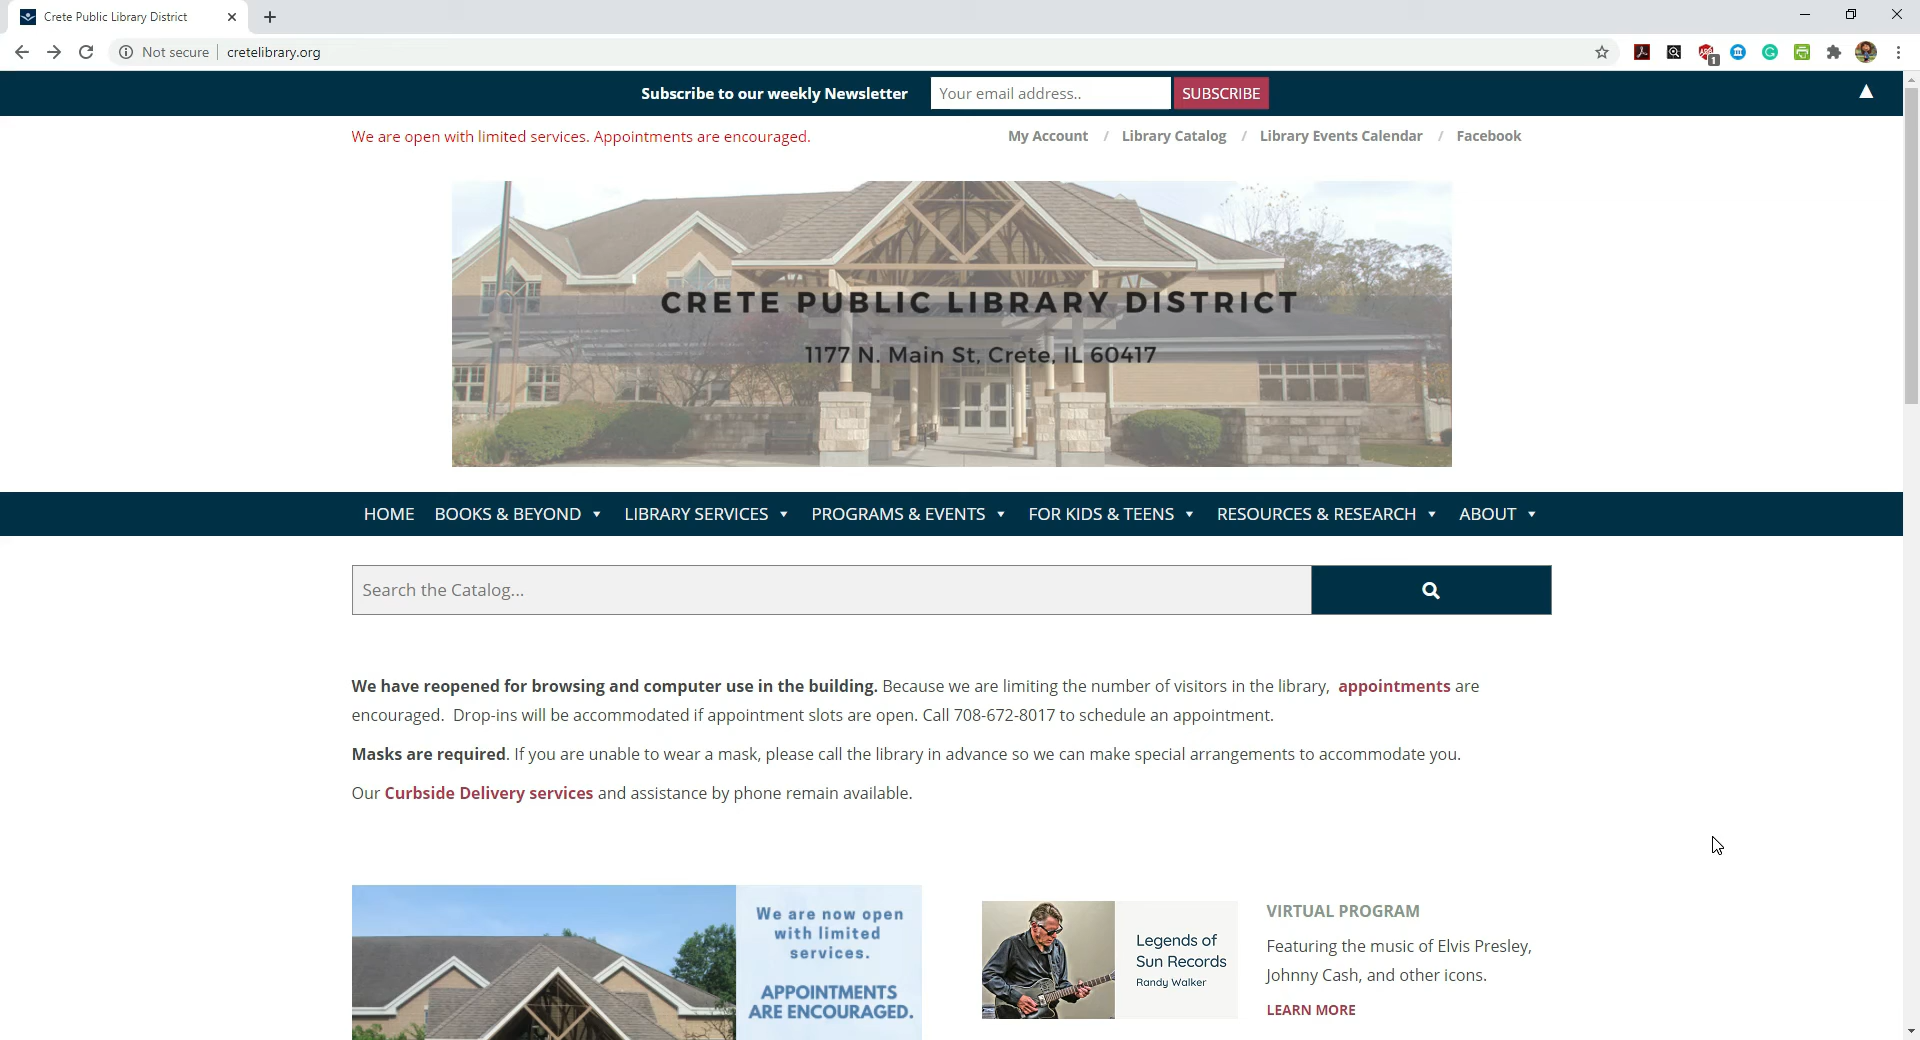 Crete Public Library District
Not secure | cretelibrary.org
1
Subscribe to our weekly Newsletter Your email address.. SUBSCRIBE
We are open with limited services. Appointments are encouraged.
My Account / Library Catalog / Library Events Calendar / Facebook
CRETE PUBLIC LIBRARY DISTRICT
1177 N. Main St, Crete, IL 60417
HOME BOOKS & BEYOND LIBRARY SERVICES PROGRAMS & EVENTS FOR KIDS & TEENS RESOURCES & RESEARCH ABOUT
Search the Catalog...
We have reopened for browsing and computer use in the building. Because we are limiting the number of visitors in the library, appointments are
encouraged. Drop-ins will be accommodated if appointment slots are open. Call 708-672-8017 to schedule an appointment.
Masks are required. If you are unable to wear a mask, please call the library in advance so we can make special arrangements to accommodate you.
Our Curbside Delivery services and assistance by phone remain available.
We are now open
with limited
services.
APPOINTMENTS
ARE ENCOURAGED.
Legends of
Sun Records
Randy Walker
VIRTUAL PROGRAM
Featuring the music of Elvis Presley,
Johnny Cash, and other icons.
LEARN MORE